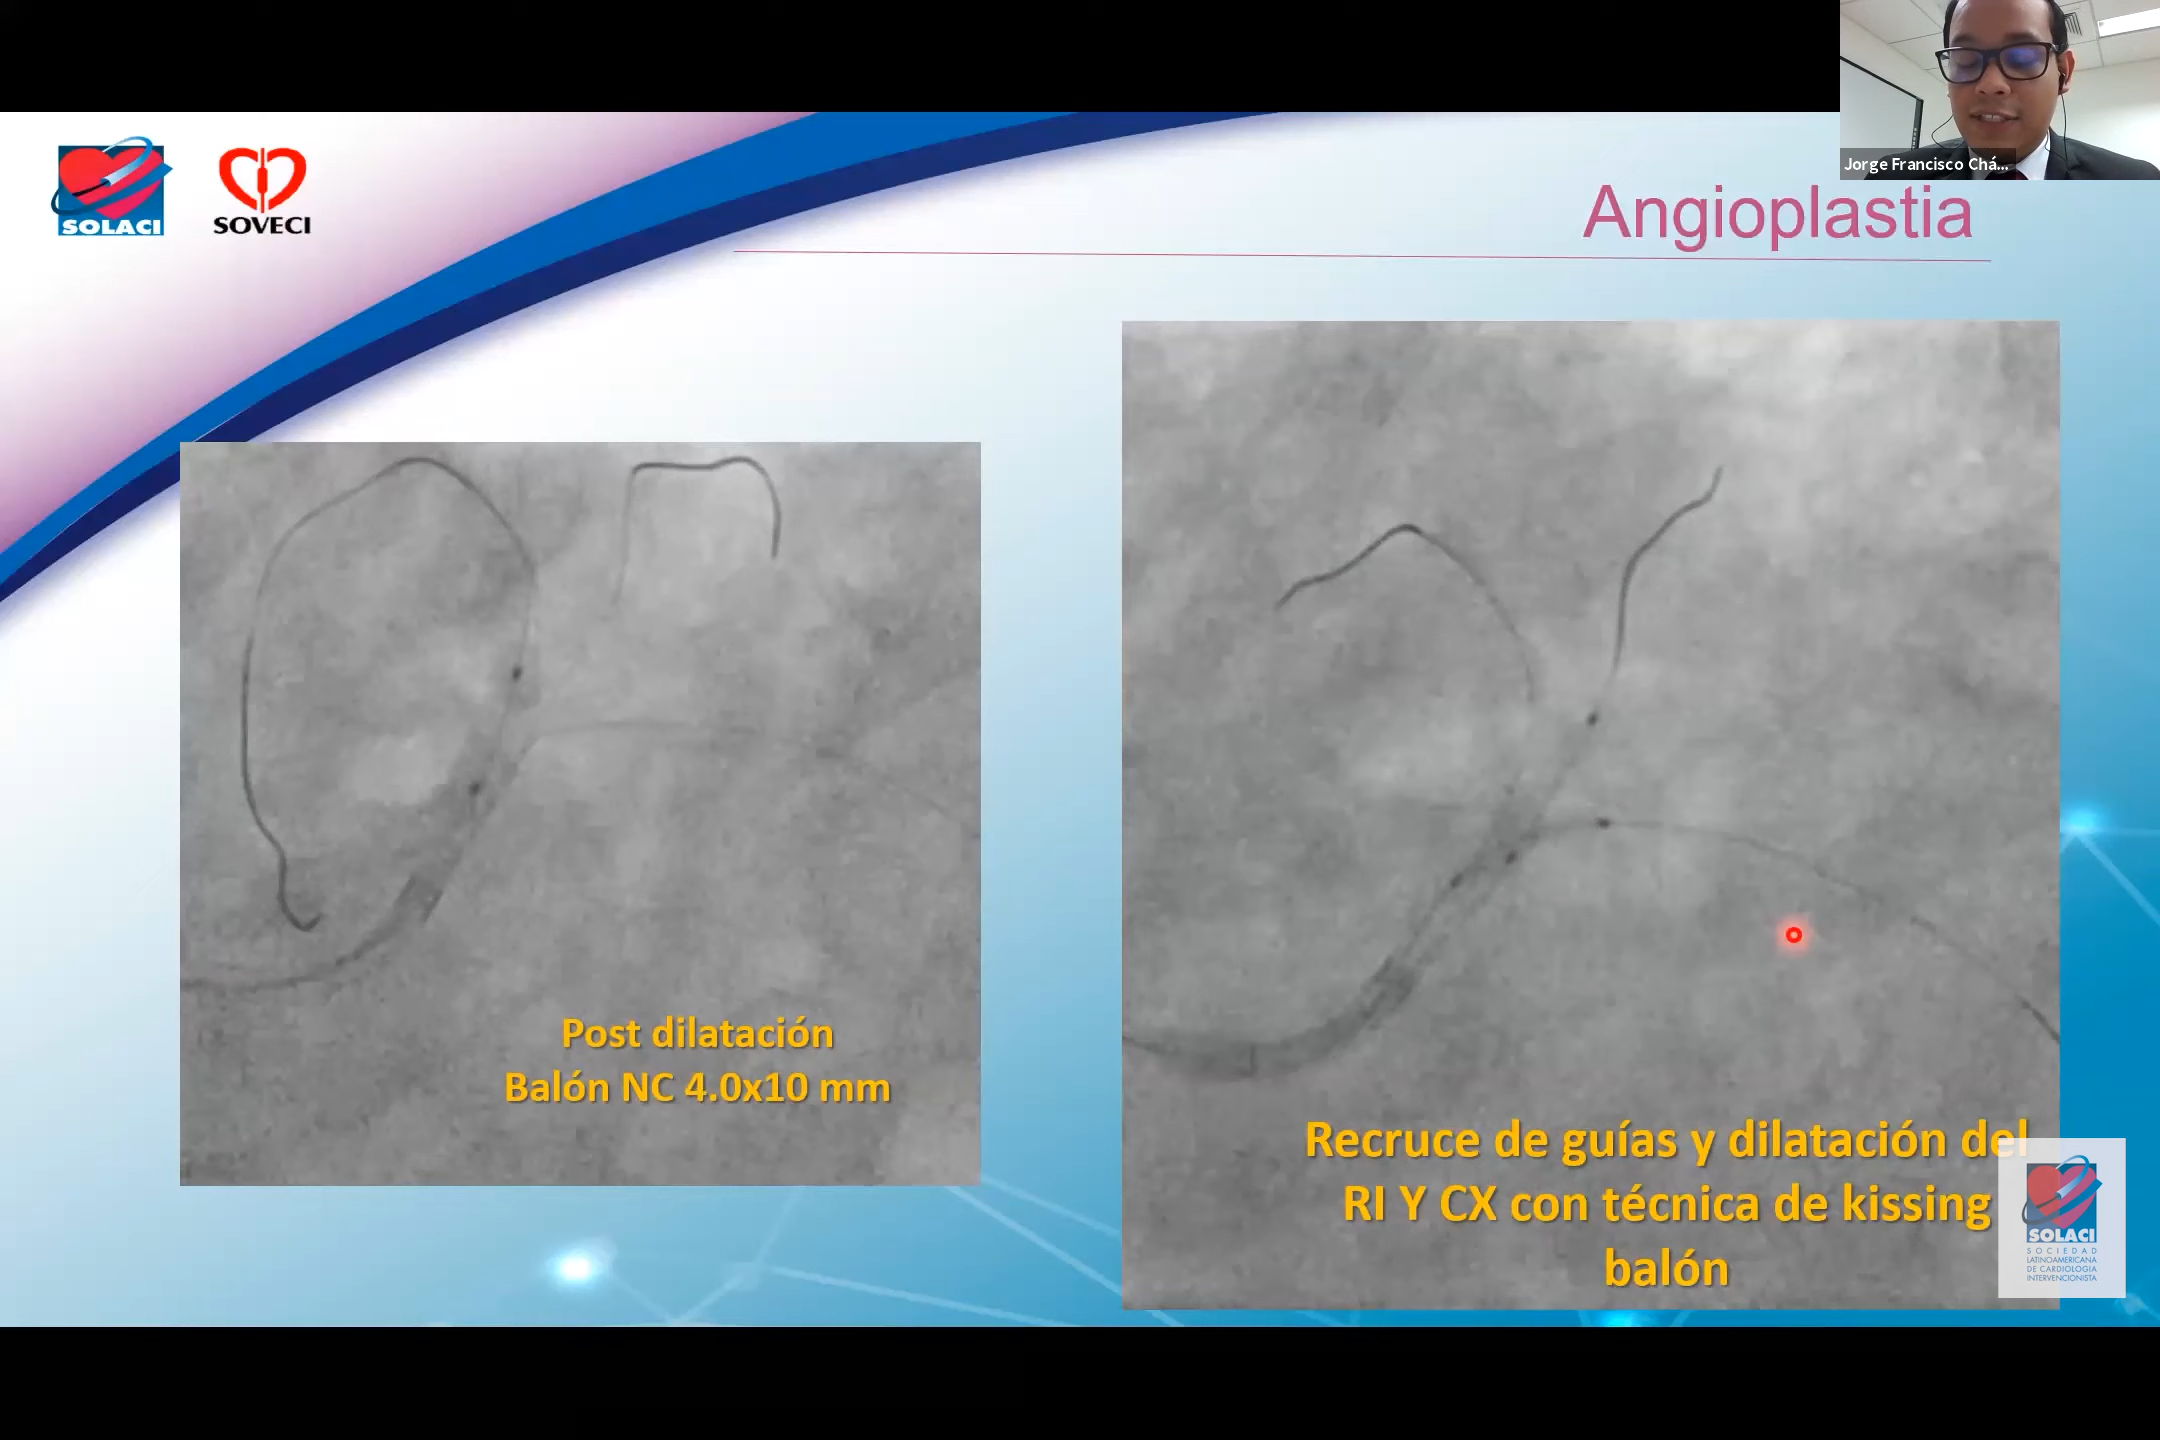 Jorge Francisco Chá...
SOLACI
SOVECI
Angioplastia
Post dilatación
Balón NC 4.0x10 mm
Recruce de guías y dilatación del
RI Y CX con técnica de kissing
balón
SOLACI
SOCIEDAD
LATINOAMERICANA
DE CARDIOLOGIA
INTERVENCIONISTA